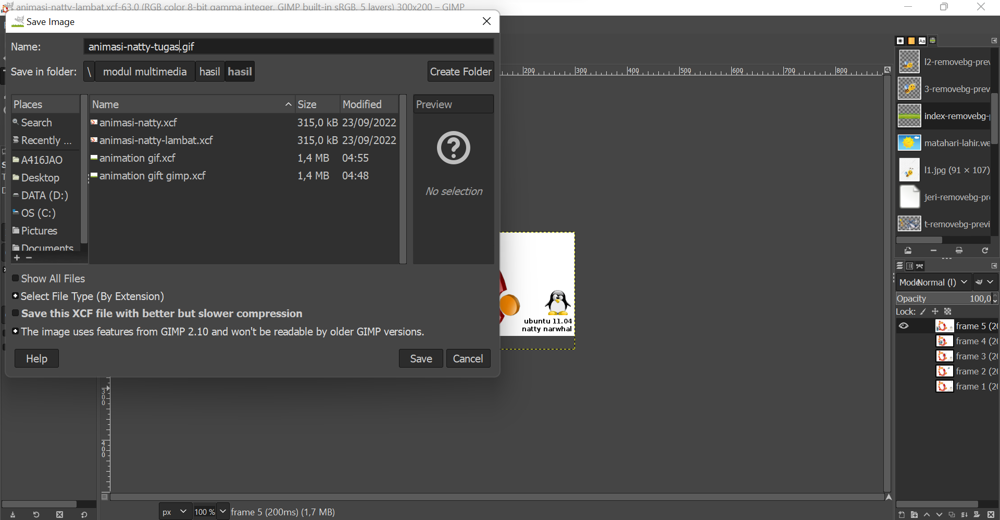 animasi-natty-lambat.xcf-63.0 (RGB color 8-bit gamma integer, GIMP built-in sRGB, 5 layers) 300x200 – GIMP
Save Image
Name:
animasi-natty-tugas.gif
Save in folder:
\
modul multimedia
hasil
hasil
Create Folder
Places
Name
Size
Modified
Preview
Search
animasi-natty.xcf
315,0 kB
23/09/2022
Recently ...
animasi-natty-lambat.xcf
315,0 kB
23/09/2022
A416JAO
animation gif.xcf
1,4 MB
04:55
Desktop
animation gift gimp.xcf
1,4 MB
04:48
No selection
DATA (D:)
OS (C:)
Pictures
Documents
Show All Files
Select File Type (By Extension)
Save this XCF file with better but slower compression
The image uses features from GIMP 2.10 and won't be readable by older GIMP versions.
Help
Save
Cancel
200
300
400
500
600
700
800
ubuntu 11.04
natty narwhal
300
400
px
100 %
frame 5 (200ms) (1,7 MB)
Aa
l2-removebg-prev
3-removebg-prev
index-removebg-p
matahari-lahir.we
l1.jpg (91 × 107)
jeri-removebg-pr
t-removebg-previ
Mode
Normal (l)
Opacity
100,0
Lock:
frame 5 (20
frame 4 (20
frame 3 (20
frame 2 (20
frame 1 (20